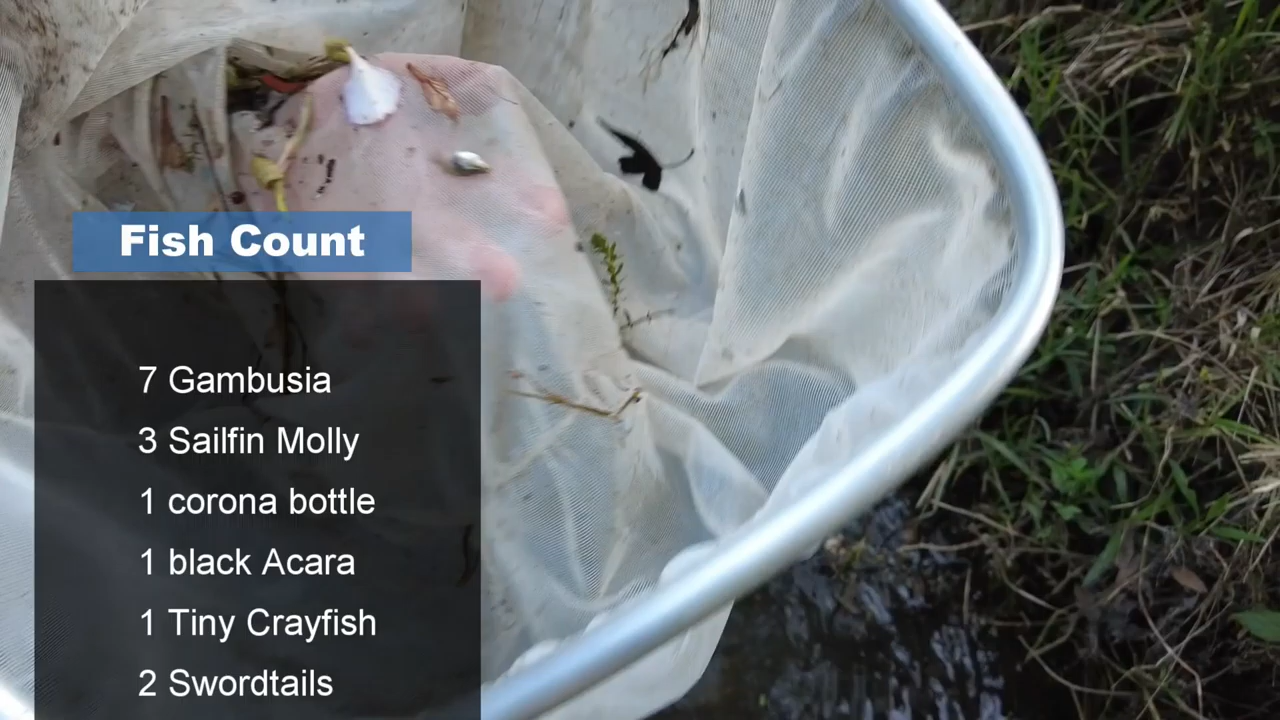 Fish Count
7 Gambusia
3 Sailfin Molly
1 corona bottle
1 black Acara
1 Tiny Crayfish
2 Swordtails